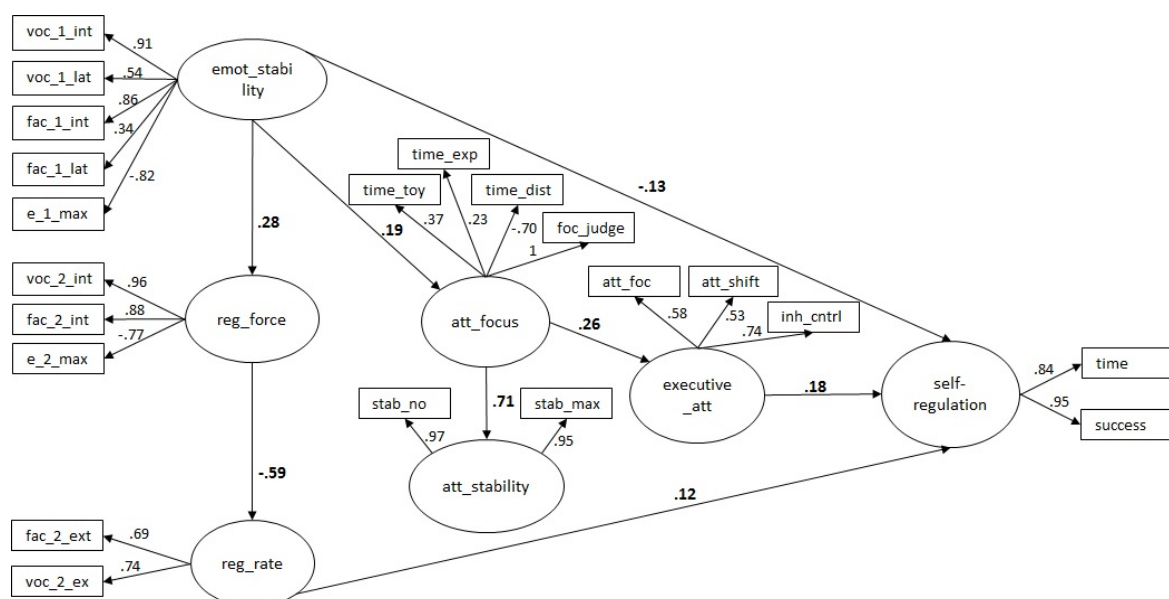 voc_1_int
.91
voc_1_lat
.54
fac_1_int
.86
fac_1_lat
.34
e_1_max
-.82
emot_stabi
lity
.28
.19
-.13
time_exp
time_toy
time_dist
foc_judge
.37
.23
-.70
1
voc_2_int
.96
fac_2_int
.88
e_2_max
-.77
reg_force
att_focus
.26
att_foc
att_shift
inh_cntrl
.58
.53
.74
executive
_att
.18
self-
regulation
.84
time
.95
success
.71
stab_no
stab_max
.97
.95
att_stability
-.59
.12
fac_2_ext
.69
voc_2_ex
.74
reg_rate